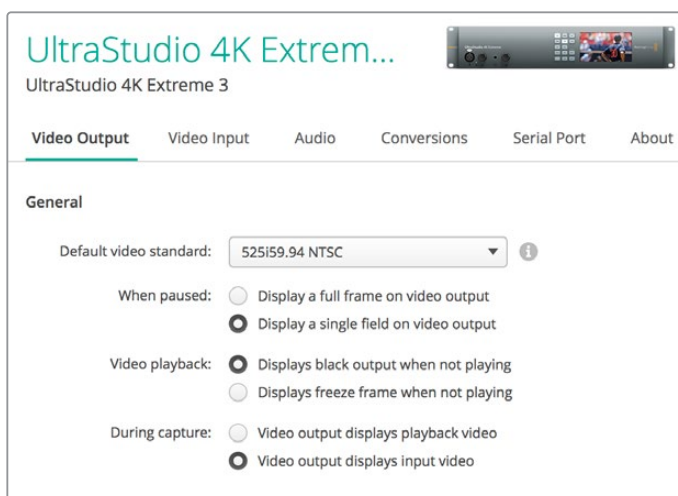 UltraStudio 4K Extrem...
UltraStudio 4K Extreme 3
Video Output Video Input Audio Conversions Serial Port About
General
Default video standard: 525i59.94 NTSC
When paused: Display a full frame on video output
Display a single field on video output
Video playback: Displays black output when not playing
Displays freeze frame when not playing
During capture: Video output displays playback video
Video output displays input video